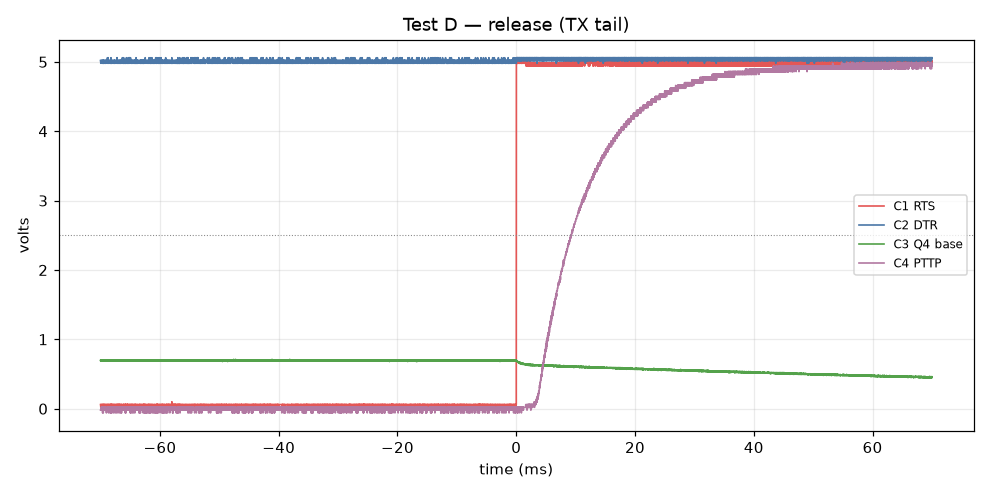 Test D — release (TX tail)
volts
5
4
3
2
1
0
C1 RTS
C2 DTR
C3 Q4 base
C4 PTTP
−60 −40 −20 0 20 40 60
time (ms)